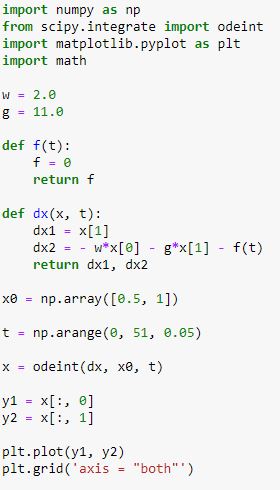 import numpy as np
from scipy.integrate import odeint
import matplotlib.pyplot as plt
import math
w = 2.0
g = 11.0
def f(t):
    f = 0
    return f
def dx(x, t):
    dx1 = x[1]
    dx2 = - w*x[0] - g*x[1] - f(t)
    return dx1, dx2
x0 = np.array([0.5, 1])
t = np.arange(0, 51, 0.05)
x = odeint(dx, x0, t)
y1 = x[:, 0]
y2 = x[:, 1]
plt.plot(y1, y2)
plt.grid('axis = "both"')